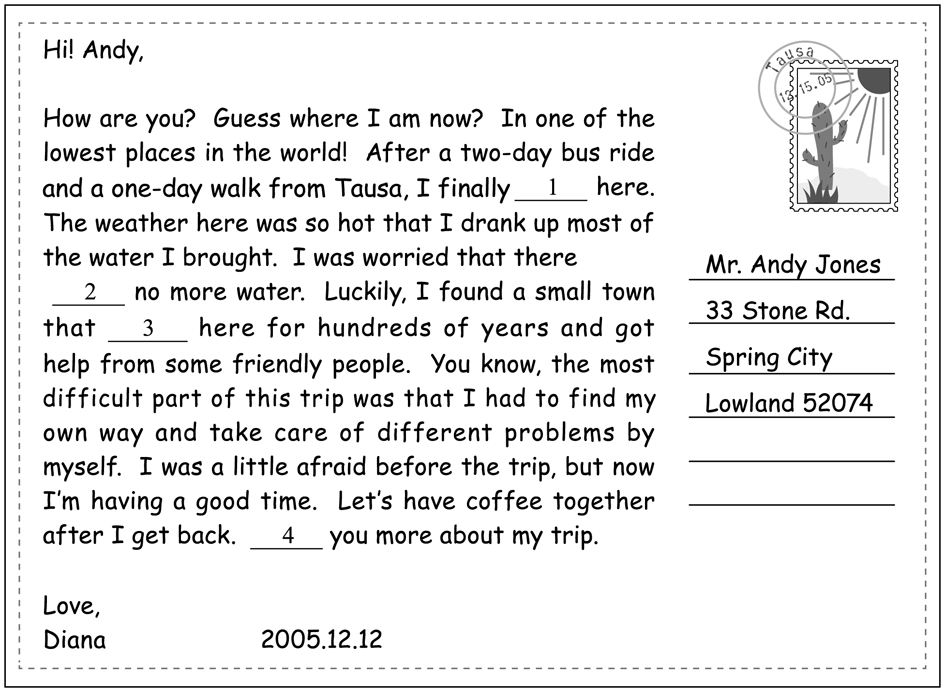 Hi! Andy,
How are you? Guess where I am now? In one of the
lowest places in the world! After a two-day bus ride
and a one-day walk from Tausa, I finally 1 here.
The weather here was so hot that I drank up most of
the water I brought. I was worried that there
2 no more water. Luckily, I found a small town
that 3 here for hundreds of years and got
help from some friendly people. You know, the most
difficult part of this trip was that I had to find my
own way and take care of different problems by
myself. I was a little afraid before the trip, but now
I'm having a good time. Let's have coffee together
after I get back. 4 you more about my trip.
Love,
Diana 2005.12.12
Tausa
Mr. Andy Jones
33 Stone Rd.
Spring City
Lowland 52074